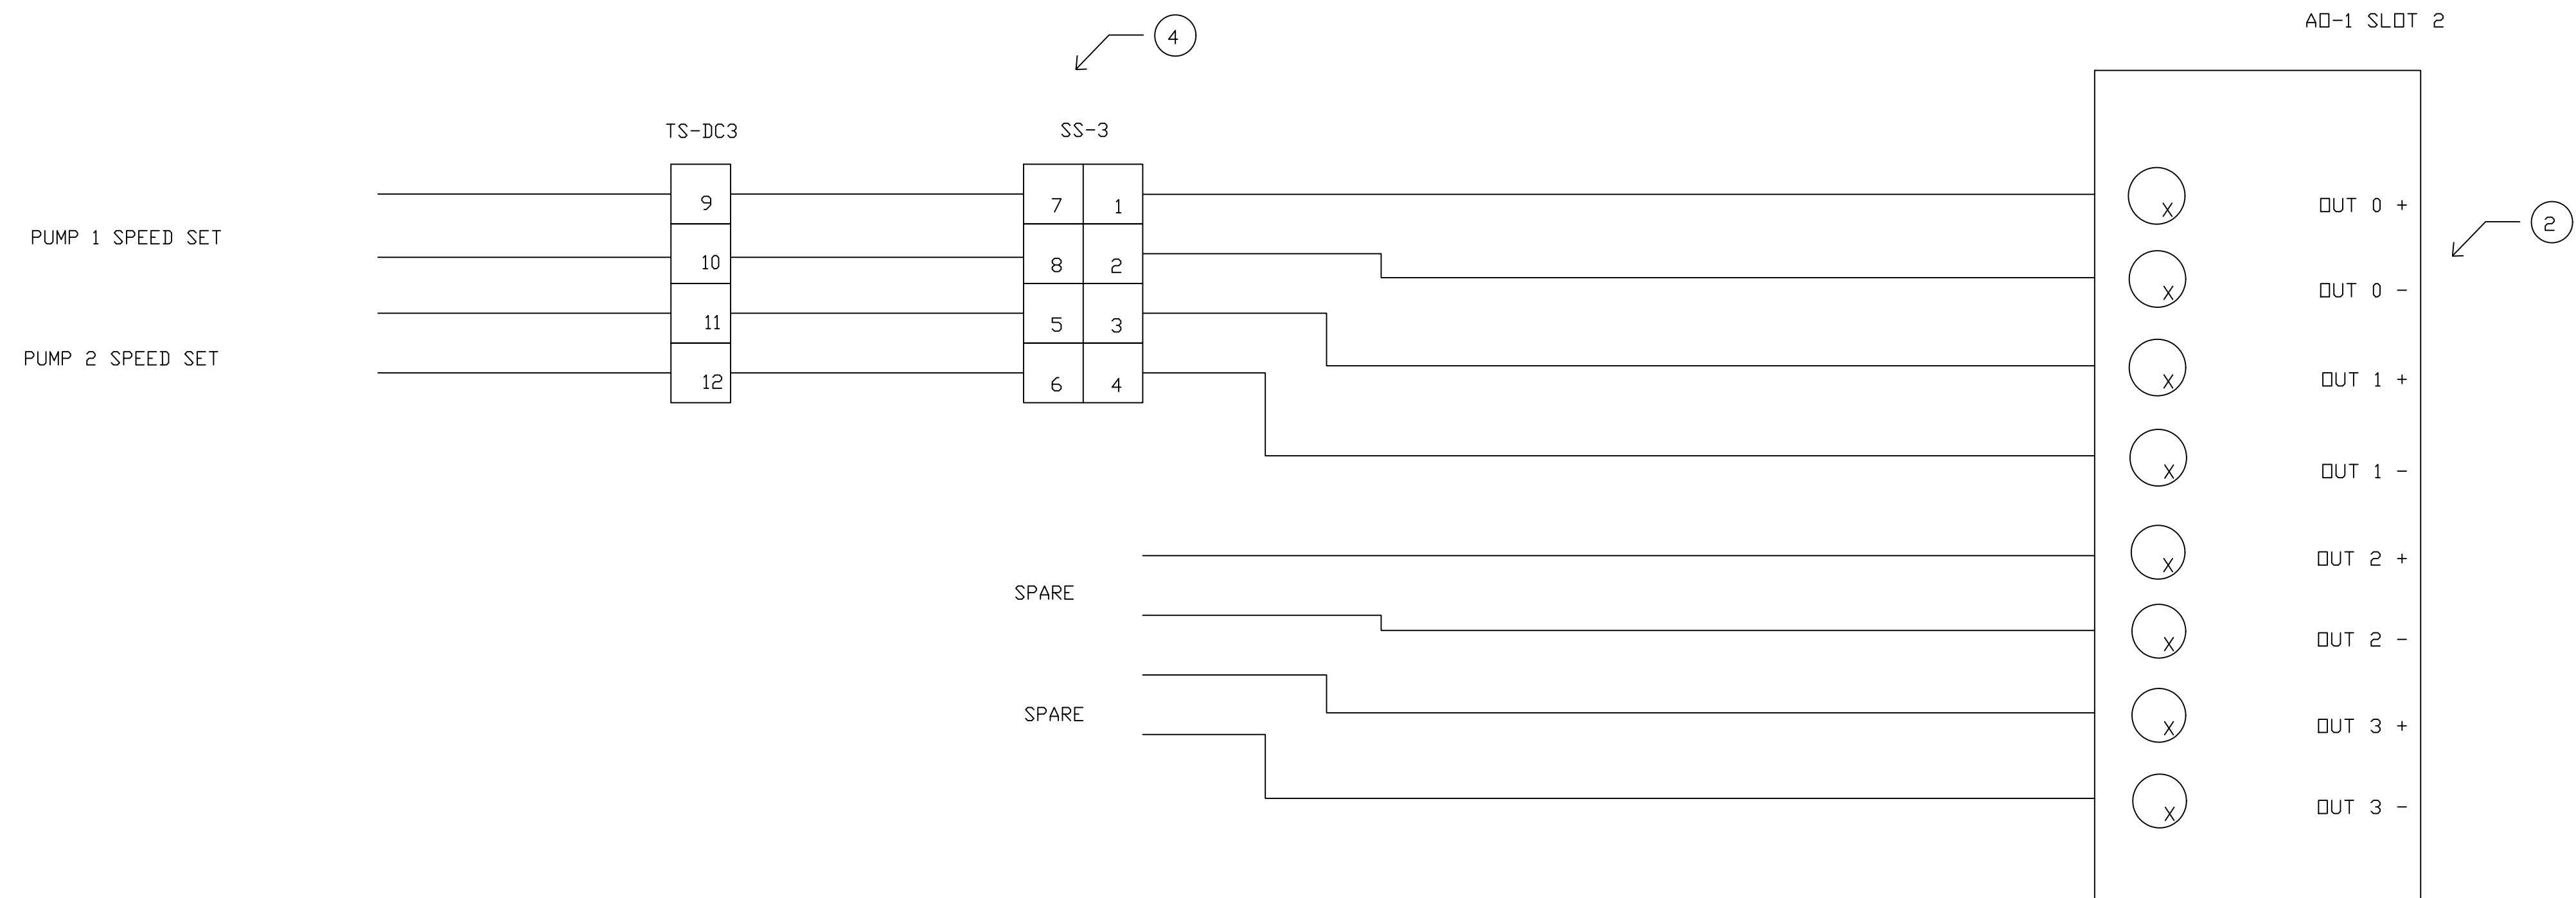 AO-1 SLOT 2
4
TS-DC3
SS-3
9
7 1
OUT 0 +
2
PUMP 1 SPEED SET
10
8 2
OUT 0 -
11
5 3
PUMP 2 SPEED SET
12
6 4
OUT 1 +
OUT 1 -
X
X
X
X
SPARE
X
OUT 2 +
X
OUT 2 -
SPARE
X
OUT 3 +
X
OUT 3 -